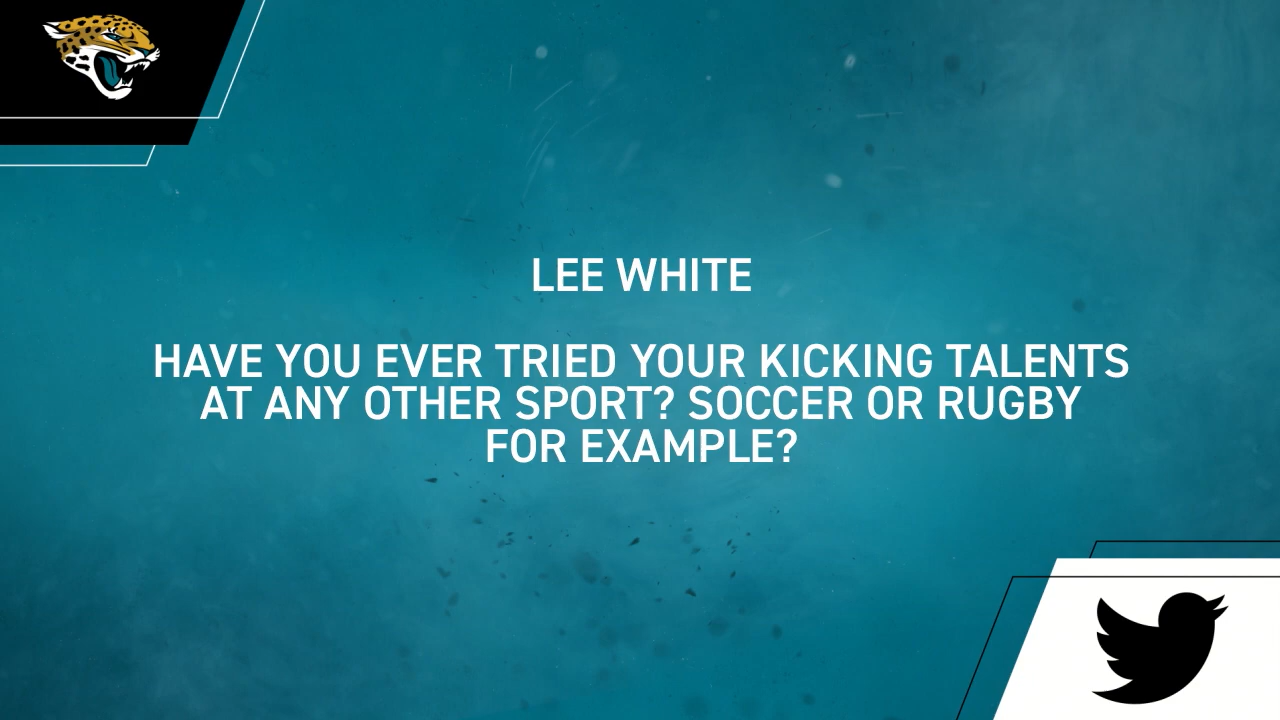 LEE WHITE
HAVE YOU EVER TRIED YOUR KICKING TALENTS
AT ANY OTHER SPORT? SOCCER OR RUGBY
FOR EXAMPLE?